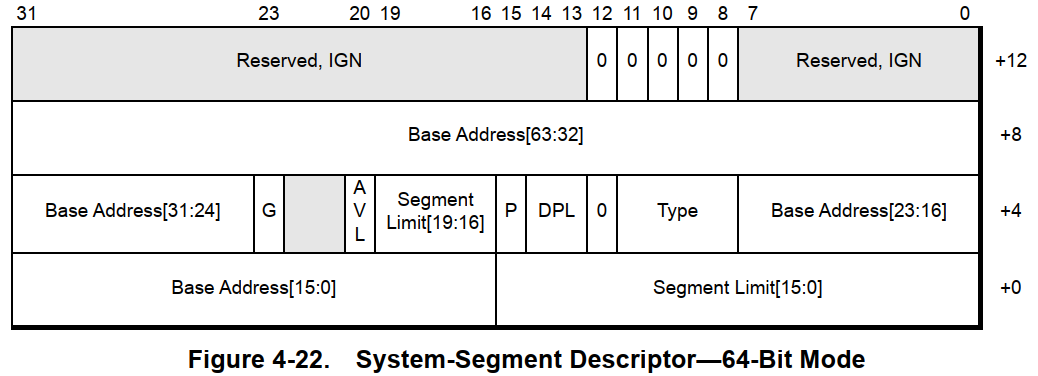 31 23 20 19 16 15 14 13 12 11 10 9 8 7 0
Reserved, IGN 0 0 0 0 0 Reserved, IGN +12
Base Address[63:32] +8
Base Address[31:24] G A V L Segment Limit[19:16] P DPL 0 Type Base Address[23:16] +4
Base Address[15:0] Segment Limit[15:0] +0
Figure 4-22. System-Segment Descriptor—64-Bit Mode